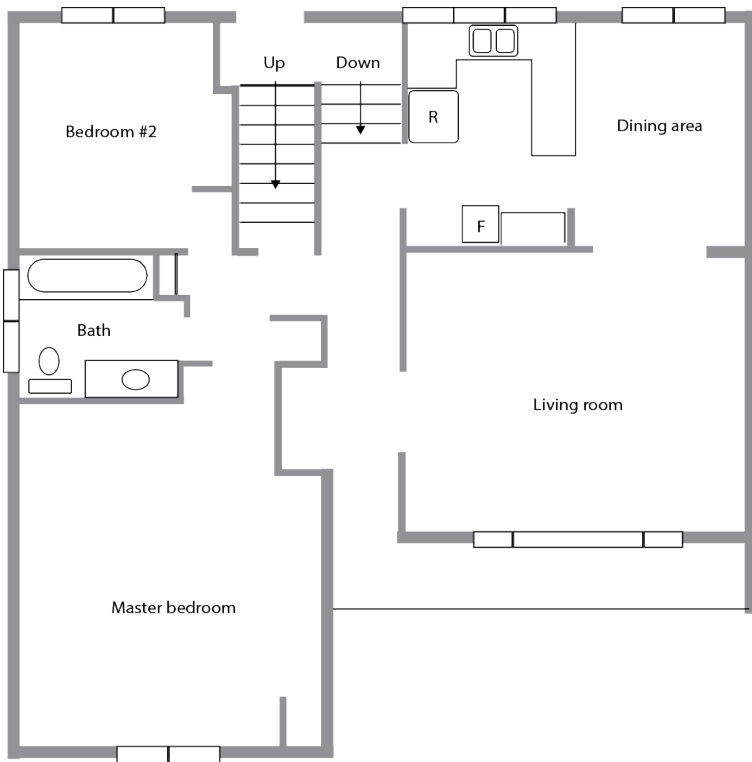 Up
Down
Bedroom #2
R
Dining area
F
Bath
Living room
Master bedroom